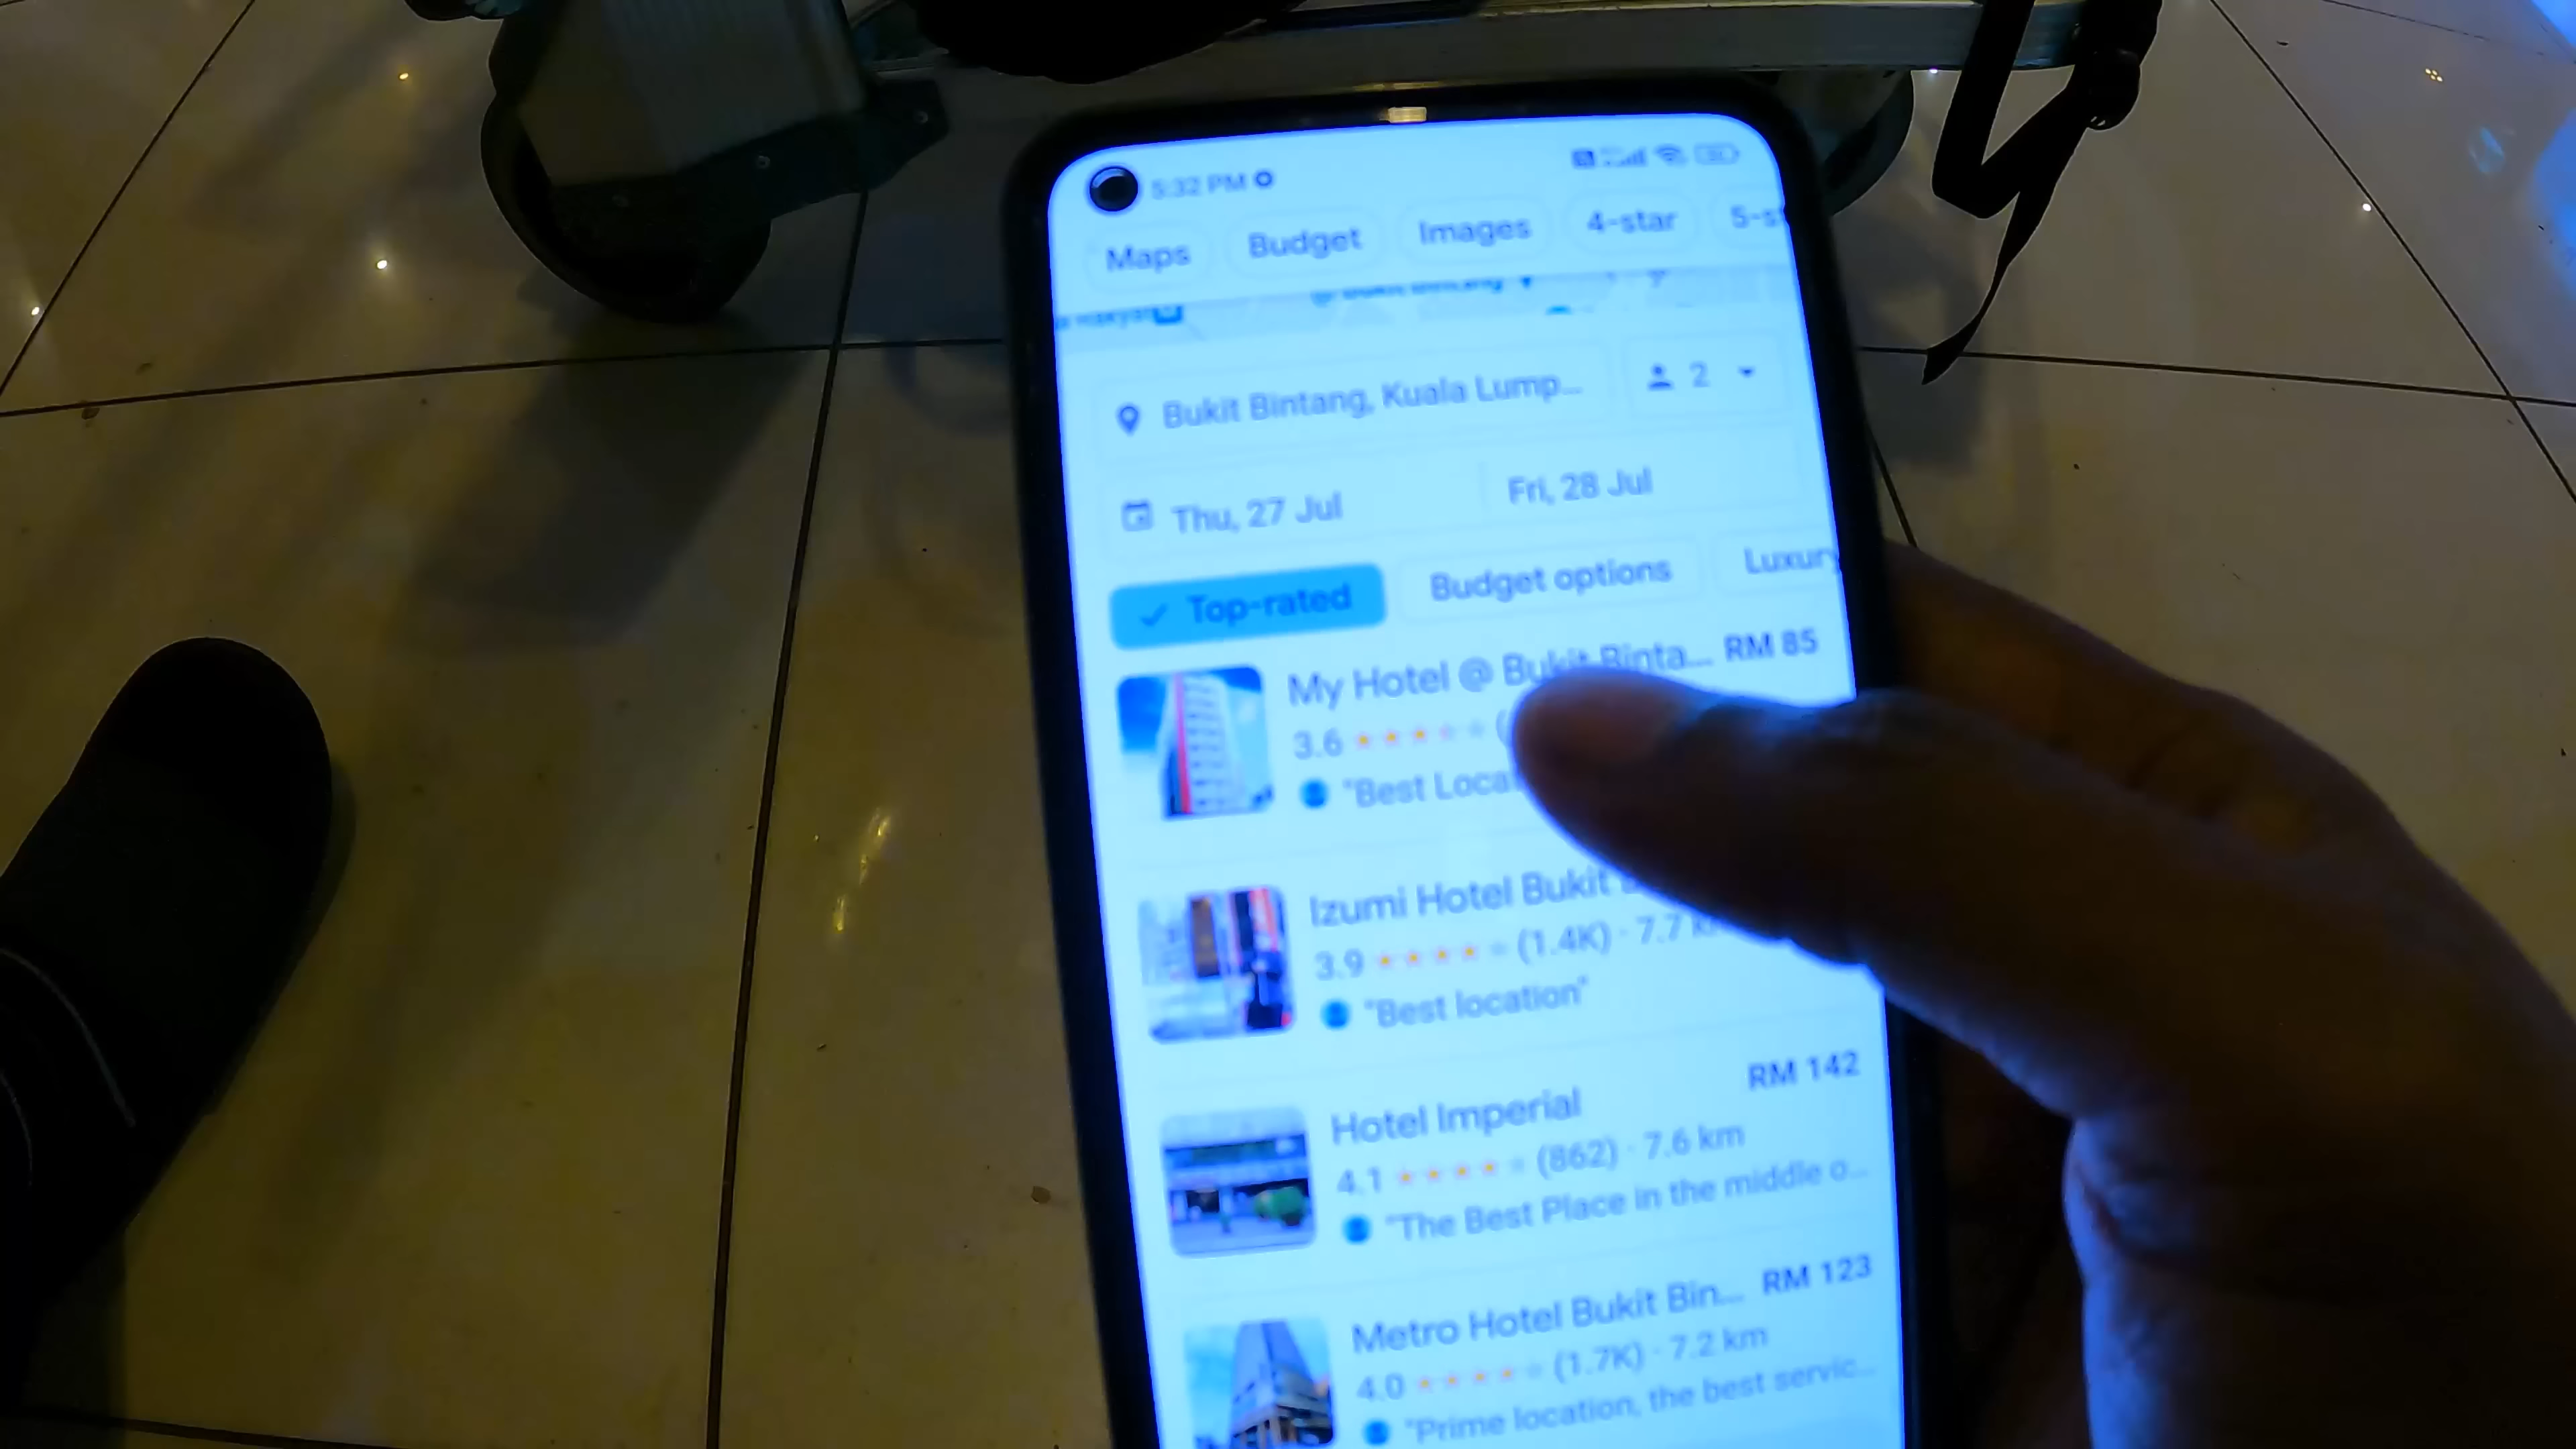 5:32 PM
Maps Budget Images 4-star 5-st
Bukit Bintang, Kuala Lump... 2
Thu, 27 Jul Fri, 28 Jul
Top-rated Budget options Luxury
My Hotel @ Bukit Binta... RM 85
3.6 (
"Best Loca
Izumi Hotel Bukit
3.9 (1.4K) · 7.7 k
"Best location"
Hotel Imperial RM 142
4.1 (862) · 7.6 km
"The Best Place in the middle o...
Metro Hotel Bukit Bin... RM 123
4.0 (1.7K) · 7.2 km
"Prime location, the best servic...